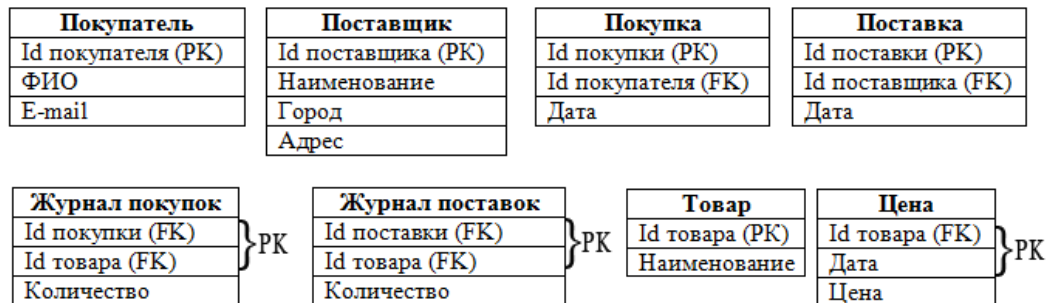 Покупатель
Id покупателя (PK)
ФИО
E-mail
Поставщик
Id поставщика (PK)
Наименование
Город
Адрес
Покупка
Id покупки (PK)
Id покупателя (FK)
Дата
Поставка
Id поставки (PK)
Id поставщика (FK)
Дата
Журнал покупок
Id покупки (FK)
Id товара (FK)
Количество
}PK
Журнал поставок
Id поставки (FK)
Id товара (FK)
Количество
}PK
Товар
Id товара (PK)
Наименование
Цена
Id товара (FK)
Дата
Цена
}PK